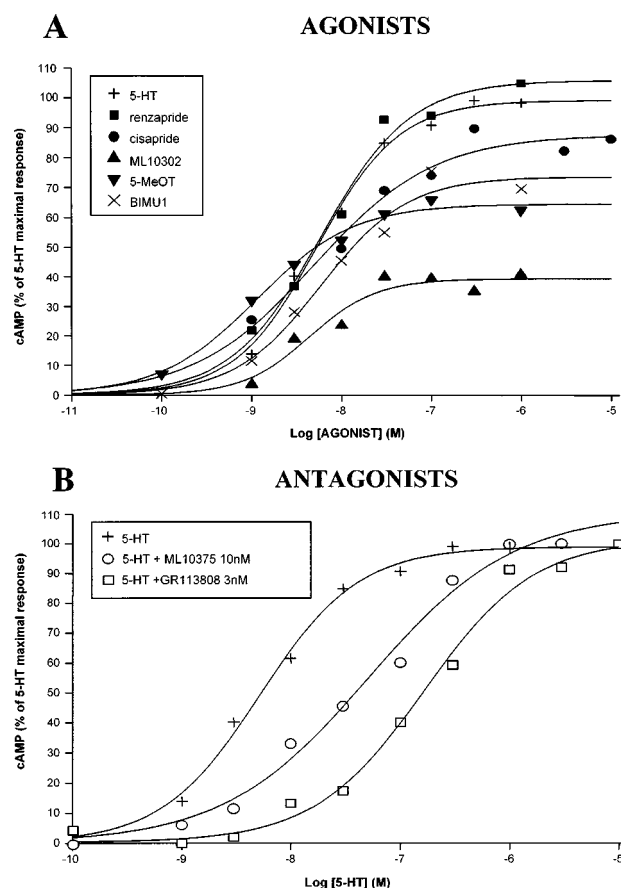 A
AGONISTS
cAMP (% of 5-HT maximal response)
110
100
90
80
70
60
50
40
30
20
10
0
5-HT
renzapride
cisapride
ML10302
5-MeOT
BIMU1
-11
-10
-9
-8
-7
-6
-5
Log [AGONIST] (M)
B
ANTAGONISTS
cAMP (% of 5-HT maximal response)
110
100
90
80
70
60
50
40
30
20
10
0
5-HT
5-HT + ML10375 10nM
5-HT +GR113808 3nM
-10
-9
-8
-7
-6
-5
Log [5-HT] (M)